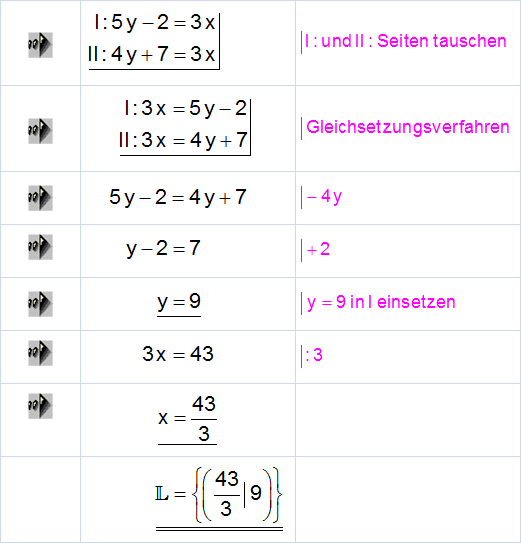 I: 5y − 2 = 3x
II: 4y + 7 = 3x
| I : und II : Seiten tauschen
I: 3x = 5y − 2
II: 3x = 4y + 7
| Gleichsetzungsverfahren
5y − 2 = 4y + 7
| − 4y
y − 2 = 7
| + 2
y = 9
| y = 9 in I einsetzen
3x = 43
| : 3
x = 43/3
𝕃 = {(43/3 | 9)}